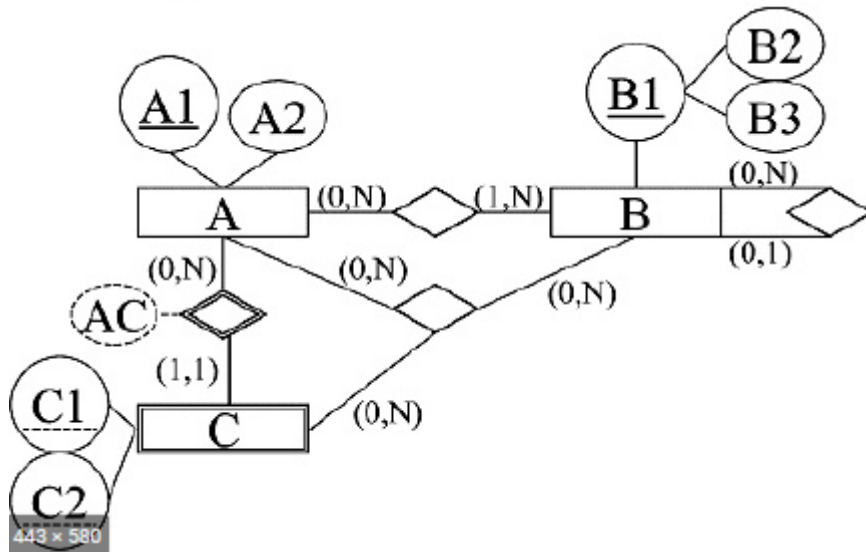 B2
A1
A2
B1
B3
(0,N)
(1,N)
(0,N)
A
B
(0,N)
(0,N)
(0,1)
(0,N)
AC
(1,1)
C1
C
(0,N)
C2
443 × 580